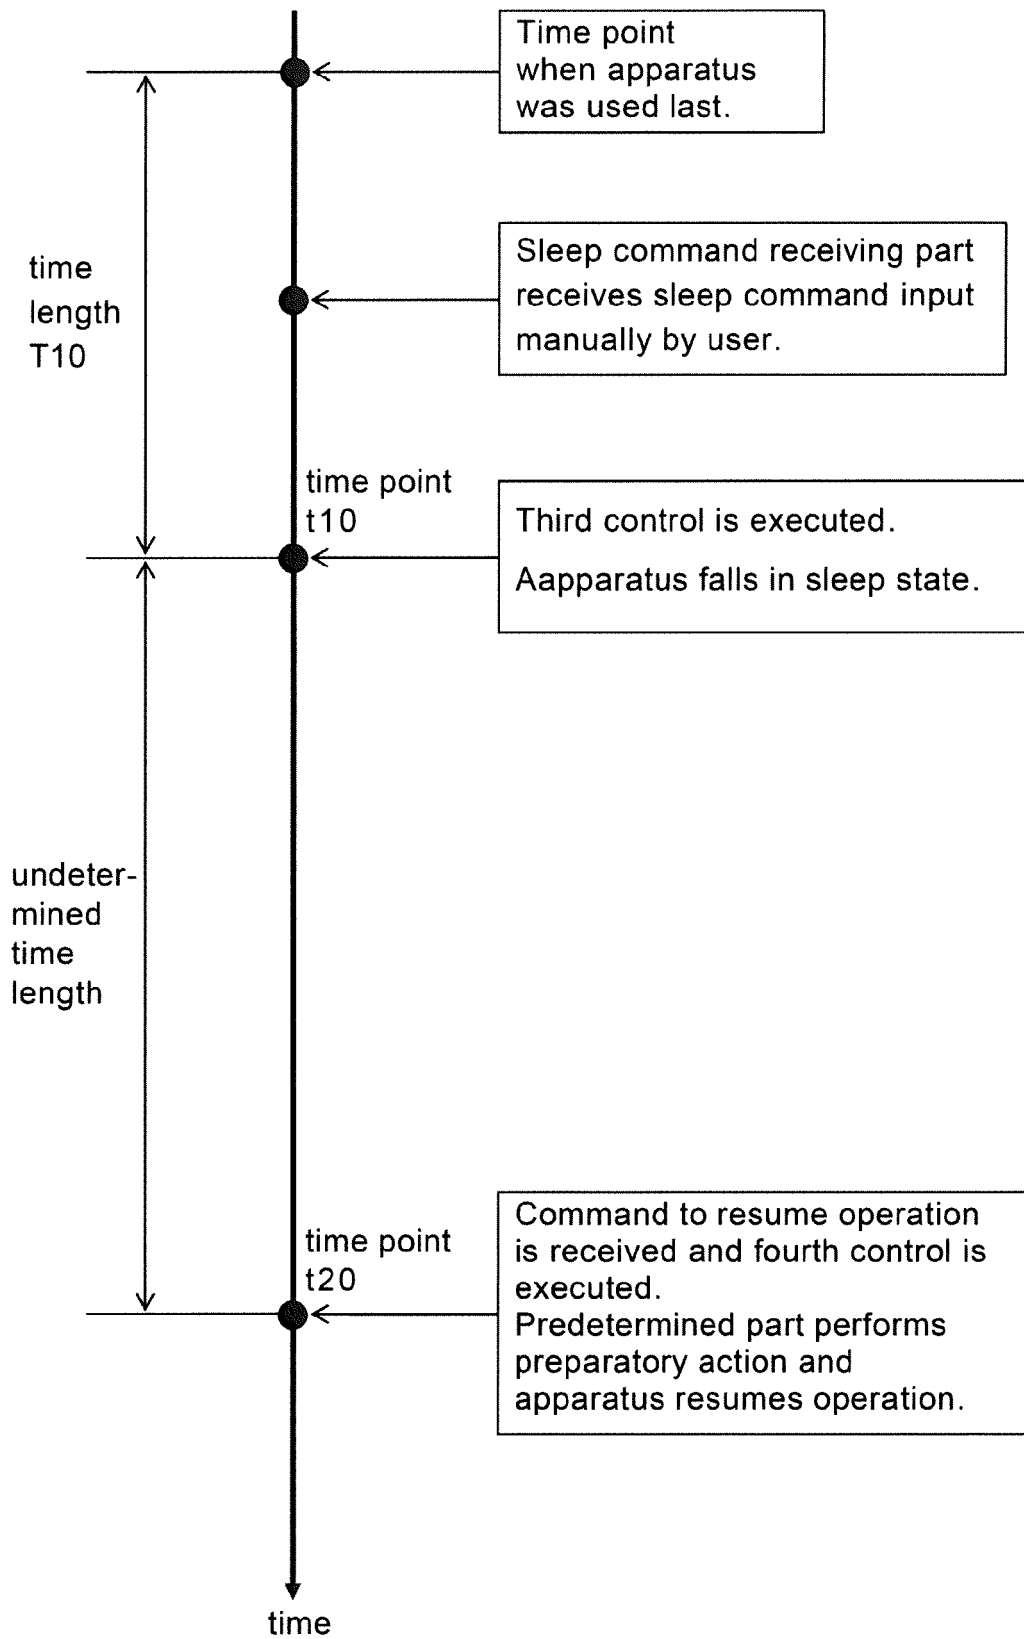 Time point
when apparatus
was used last.
Sleep command receiving part
receives sleep command input
manually by user.
time
length
T10
time point
t10
Third control is executed.
Aapparatus falls in sleep state.
undeter-
mined
time
length
time point
t20
Command to resume operation
is received and fourth control is
executed.
Predetermined part performs
preparatory action and
apparatus resumes operation.
time